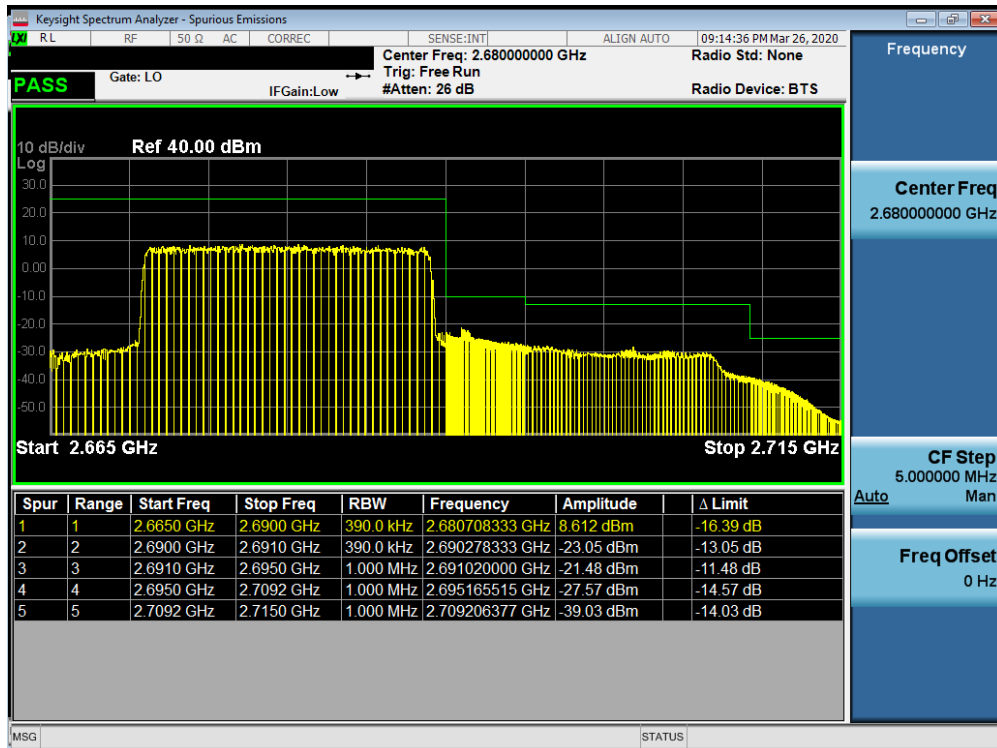 Keysight Spectrum Analyzer - Spurious Emissions
LXI RL RF 50 Ω AC CORREC SENSE:INT ALIGN AUTO 09:14:36 PM Mar 26, 2020
Center Freq: 2.680000000 GHz Radio Std: None
Gate: LO Trig: Free Run
PASS IFGain:Low #Atten: 26 dB Radio Device: BTS
10 dB/div Ref 40.00 dBm
Log
30.0
20.0
10.0
0.00
-10.0
-20.0
-30.0
-40.0
-50.0
Start 2.665 GHz Stop 2.715 GHz
Spur Range Start Freq Stop Freq RBW Frequency Amplitude Δ Limit
1 1 2.6650 GHz 2.6900 GHz 390.0 kHz 2.680708333 GHz 8.612 dBm -16.39 dB
2 2 2.6900 GHz 2.6910 GHz 390.0 kHz 2.690278333 GHz -23.05 dBm -13.05 dB
3 3 2.6910 GHz 2.6950 GHz 1.000 MHz 2.691020000 GHz -21.48 dBm -11.48 dB
4 4 2.6950 GHz 2.7092 GHz 1.000 MHz 2.695165515 GHz -27.57 dBm -14.57 dB
5 5 2.7092 GHz 2.7150 GHz 1.000 MHz 2.709206377 GHz -39.03 dBm -14.03 dB
MSG STATUS
Frequency
Center Freq
2.680000000 GHz
CF Step
5.000000 MHz
Auto Man
Freq Offset
0 Hz